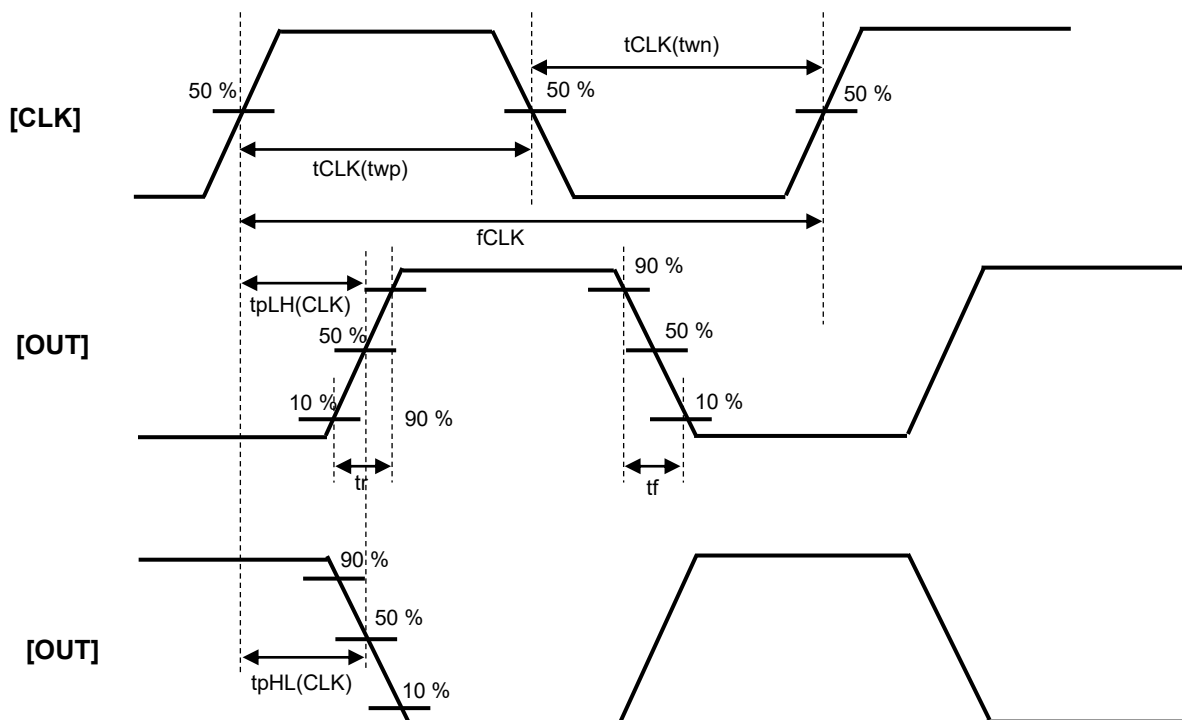 tCLK(twn)
50 %
50 %
50 %
[CLK]
tCLK(twp)
fCLK
90 %
tpLH(CLK)
50 %
50 %
[OUT]
10 %
90 %
10 %
tr
tf
90 %
50 %
[OUT]
tpHL(CLK)
10 %